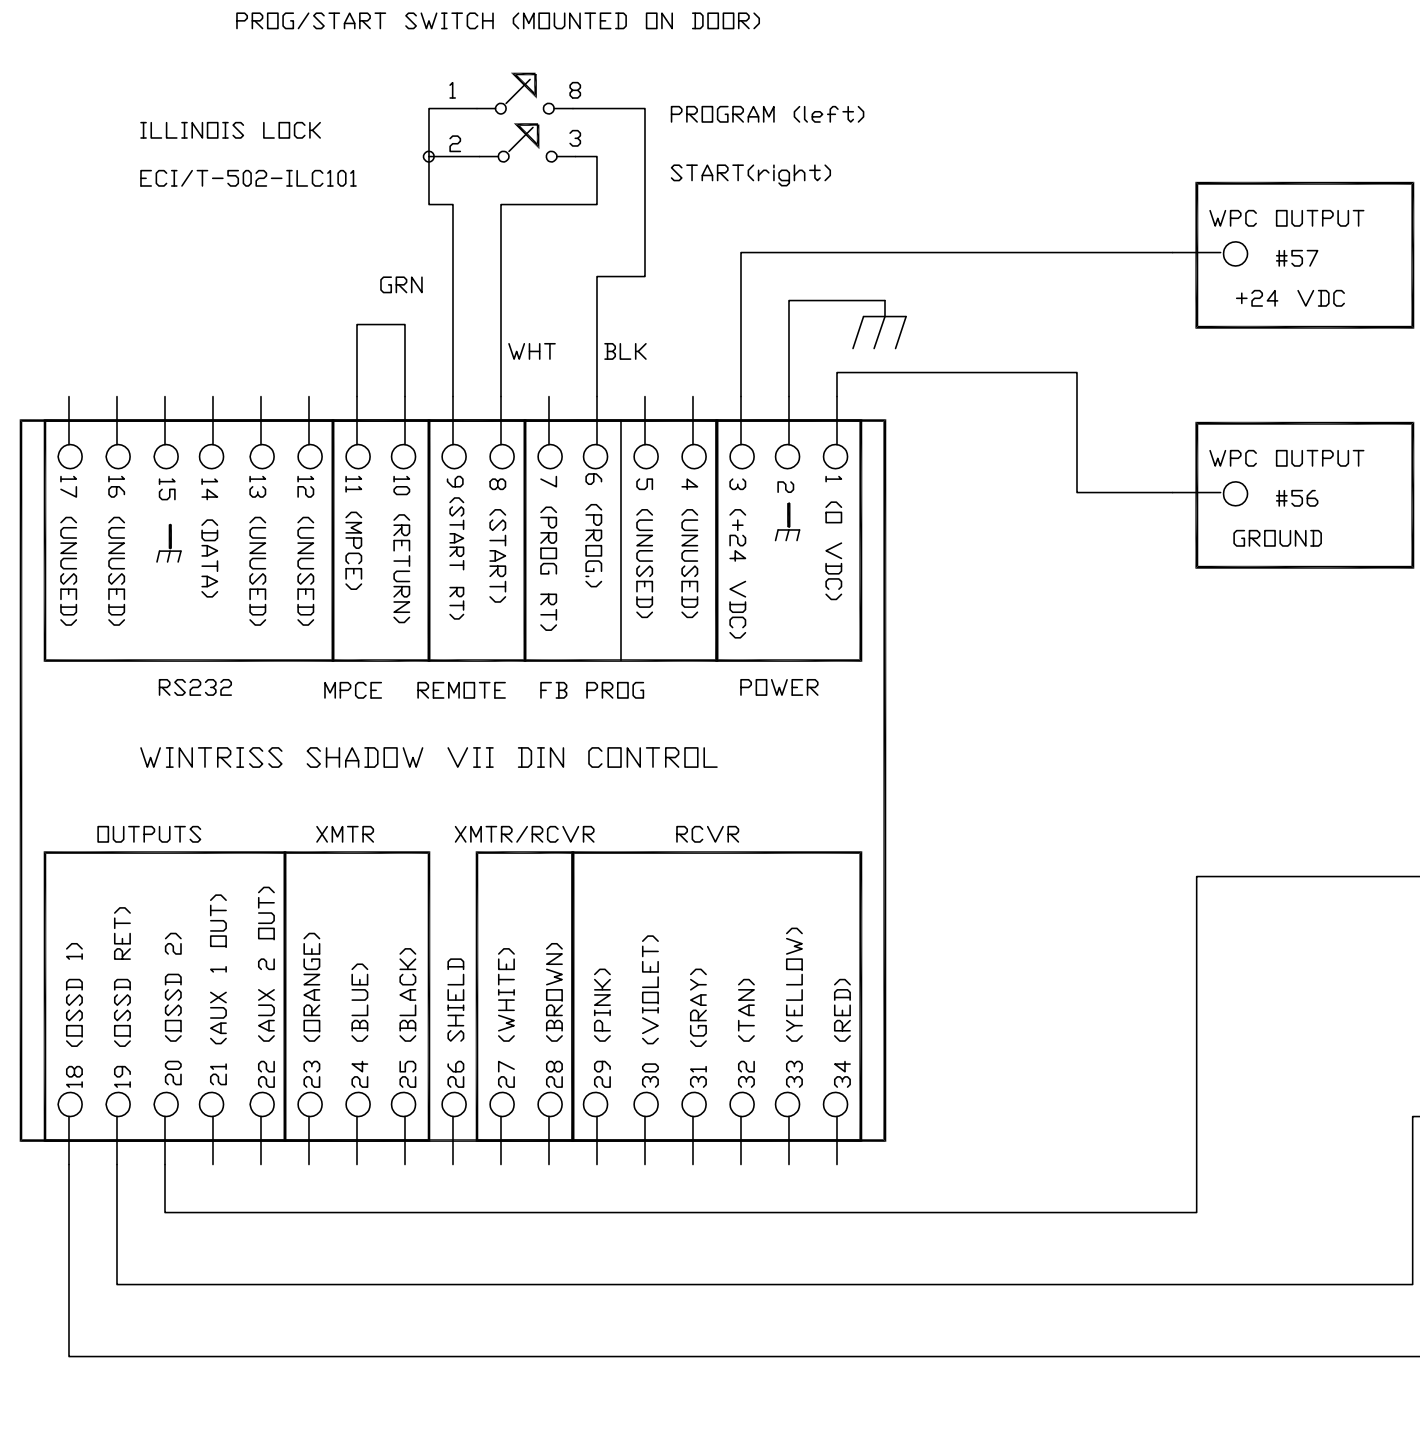 PROG/START SWITCH (MOUNTED ON DOOR)
1
8
PROGRAM (left)
ILLINOIS LOCK
2
3
ECI/T-502-ILC101
START(right)
WPC OUTPUT
#57
+24 VDC
GRN
WHT
BLK
WPC OUTPUT
#56
GROUND
17 (UNUSED)
16 (UNUSED)
15
14 (DATA)
13 (UNUSED)
12 (UNUSED)
11 (MPCE)
10 (RETURN)
9(START RT)
8 (START)
7 (PROG RT)
6 (PROG.)
5 (UNUSED)
4 (UNUSED)
3 (+24 VDC)
2
1 (0 VDC)
RS232
MPCE
REMOTE
FB PROG
POWER
WINTRISS SHADOW VII DIN CONTROL
OUTPUTS
XMTR
XMTR/RCVR
RCVR
18 (OSSD 1)
19 (OSSD RET)
20 (OSSD 2)
21 (AUX 1 OUT)
22 (AUX 2 OUT)
23 (ORANGE)
24 (BLUE)
25 (BLACK)
26 SHIELD
27 (WHITE)
28 (BROWN)
29 (PINK)
30 (VIOLET)
31 (GRAY)
32 (TAN)
33 (YELLOW)
34 (RED)